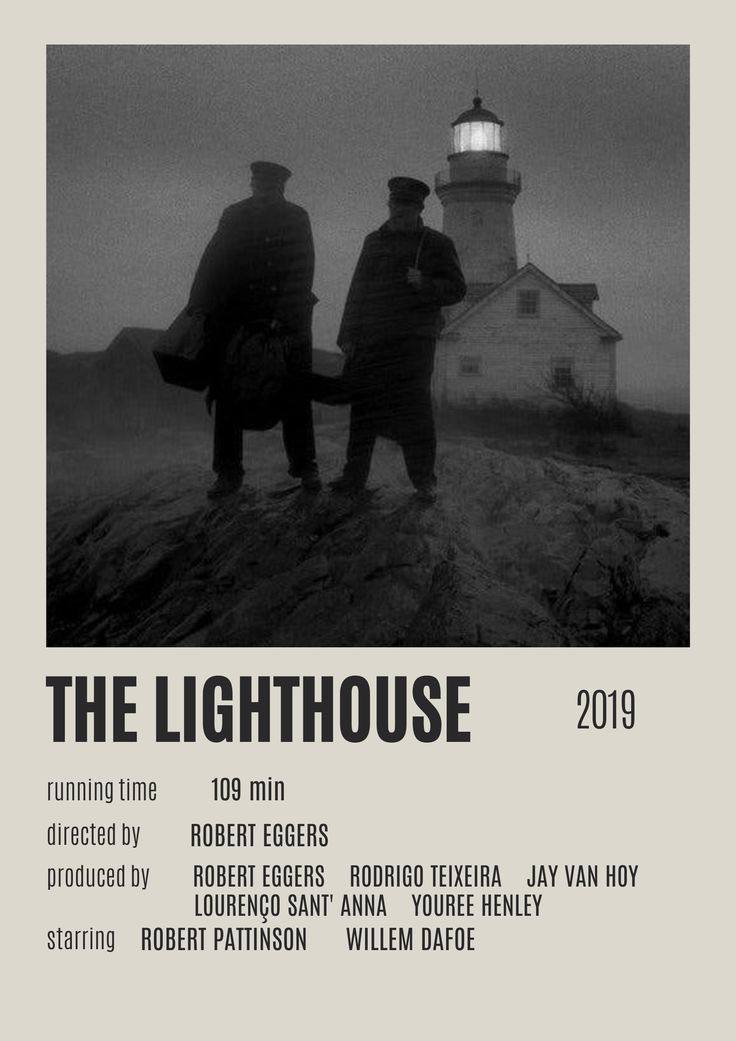 THE LIGHTHOUSE 2019
running time 109 min
directed by ROBERT EGGERS
produced by ROBERT EGGERS RODRIGO TEIXEIRA JAY VAN HOY
LOURENÇO SANT' ANNA YOUREE HENLEY
starring ROBERT PATTINSON WILLEM DAFOE